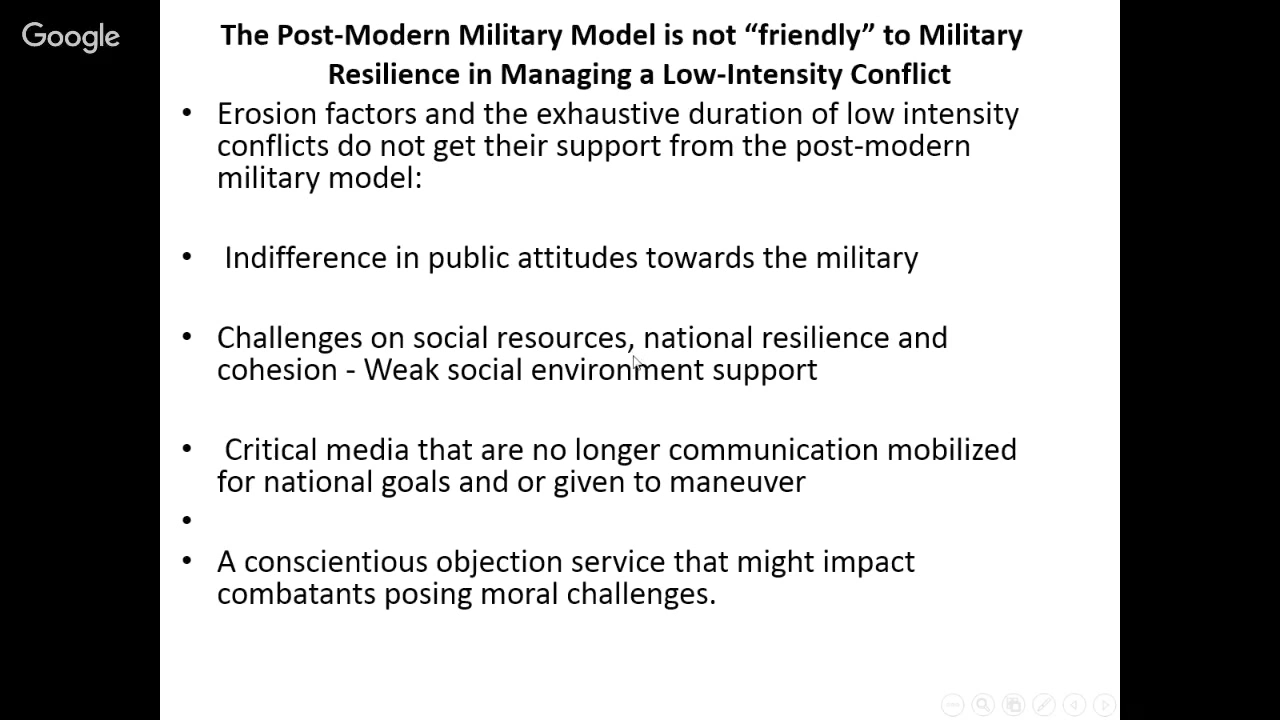 Google
The Post-Modern Military Model is not “friendly” to Military
Resilience in Managing a Low-Intensity Conflict
• Erosion factors and the exhaustive duration of low intensity
conflicts do not get their support from the post-modern
military model:
• Indifference in public attitudes towards the military
• Challenges on social resources, national resilience and
cohesion - Weak social environment support
• Critical media that are no longer communication mobilized
for national goals and or given to maneuver
•
• A conscientious objection service that might impact
combatants posing moral challenges.